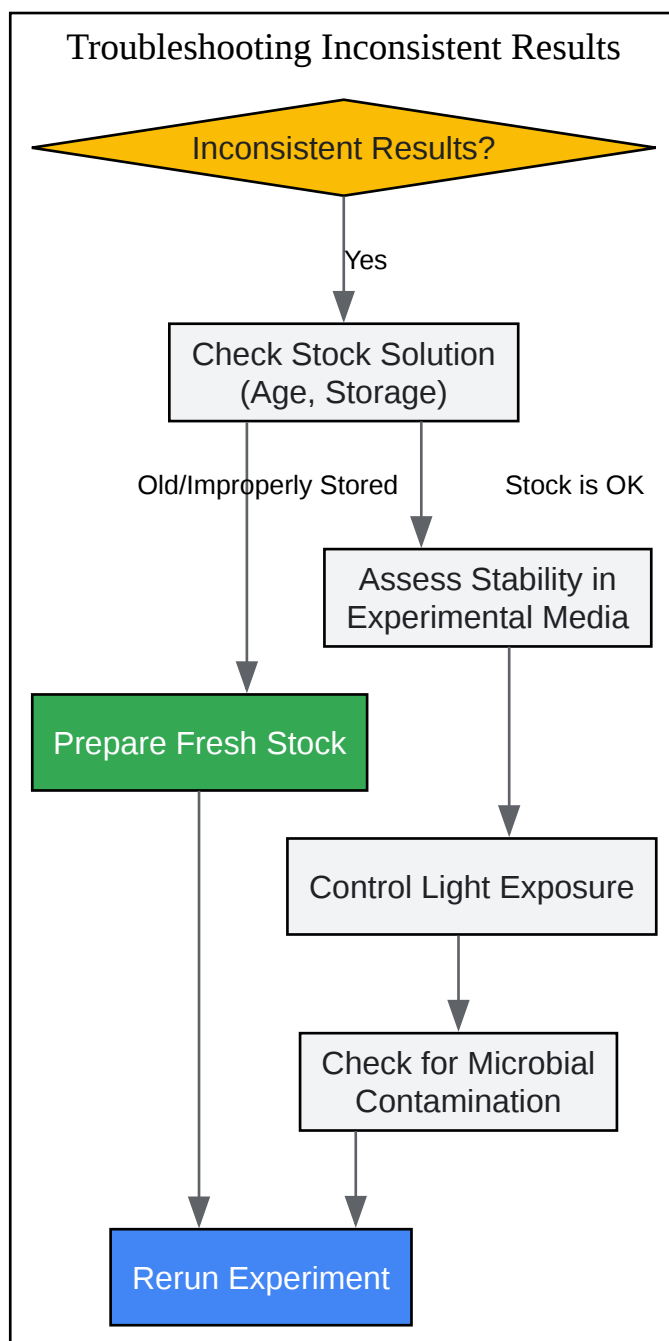 Troubleshooting Inconsistent Results
Inconsistent Results?
Yes
Check Stock Solution
(Age, Storage)
Old/Improperly Stored
Stock is OK
Assess Stability in
Experimental Media
Prepare Fresh Stock
Control Light Exposure
Check for Microbial
Contamination
Rerun Experiment